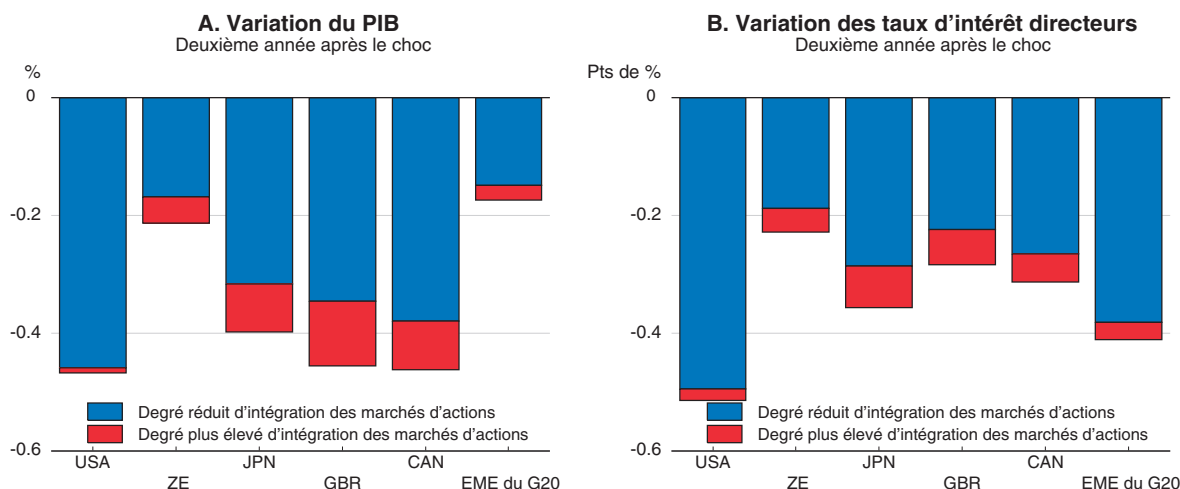 A. Variation du PIB
Deuxième année après le choc
%
0
-0.2
-0.4
-0.6
Degré réduit d'intégration des marchés d'actions
Degré plus élevé d'intégration des marchés d'actions
USA
ZE
JPN
GBR
CAN
EME du G20
B. Variation des taux d'intérêt directeurs
Deuxième année après le choc
Pts de %
0
-0.2
-0.4
-0.6
Degré réduit d'intégration des marchés d'actions
Degré plus élevé d'intégration des marchés d'actions
USA
ZE
JPN
GBR
CAN
EME du G20